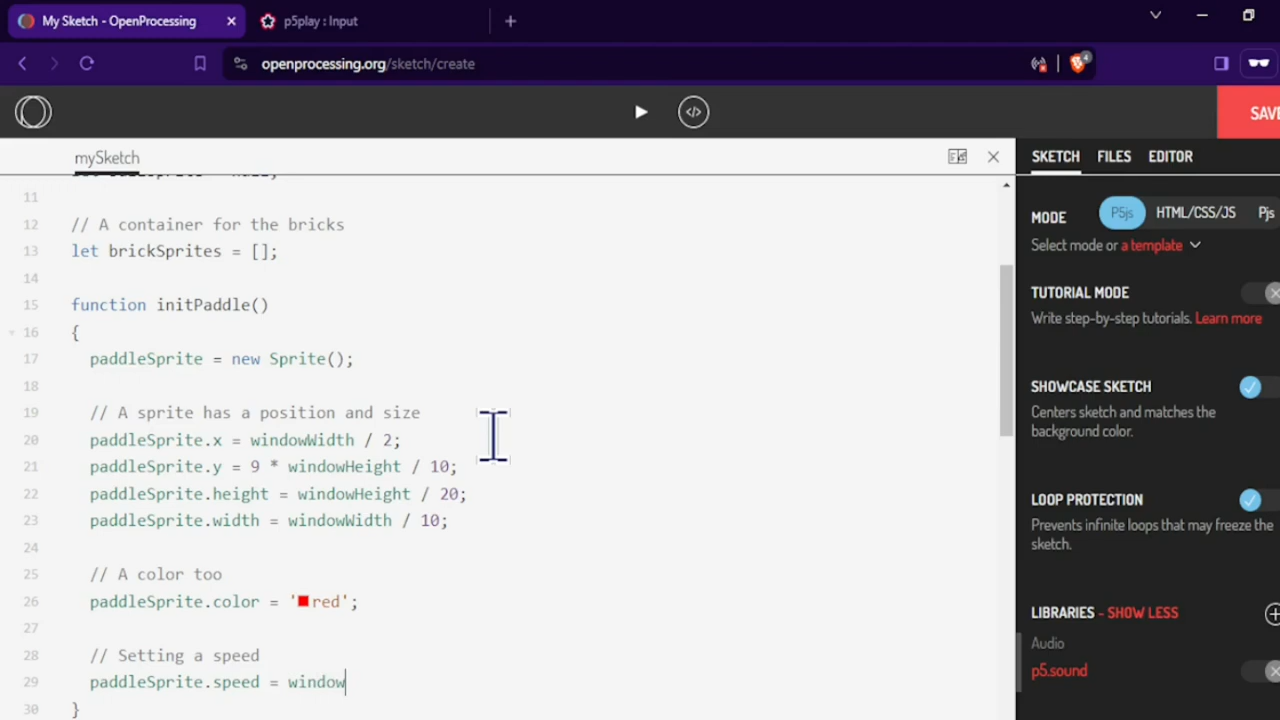 My Sketch - OpenProcessing
p5play : Input
openprocessing.org/sketch/create
4
</>
SAV
mySketch
SKETCH FILES EDITOR
11
12 // A container for the bricks
13 let brickSprites = [];
14
15 function initPaddle()
16 {
17 paddleSprite = new Sprite();
18
19 // A sprite has a position and size
20 paddleSprite.x = windowWidth / 2;
21 paddleSprite.y = 9 * windowHeight / 10;
22 paddleSprite.height = windowHeight / 20;
23 paddleSprite.width = windowWidth / 10;
24
25 // A color too
26 paddleSprite.color = 'red';
27
28 // Setting a speed
29 paddleSprite.speed = window
30 }
MODE P5js HTML/CSS/JS Pjs
Select mode or a template
TUTORIAL MODE
Write step-by-step tutorials. Learn more
SHOWCASE SKETCH
Centers sketch and matches the
background color.
LOOP PROTECTION
Prevents infinite loops that may freeze the
sketch.
LIBRARIES - SHOW LESS
Audio
p5.sound